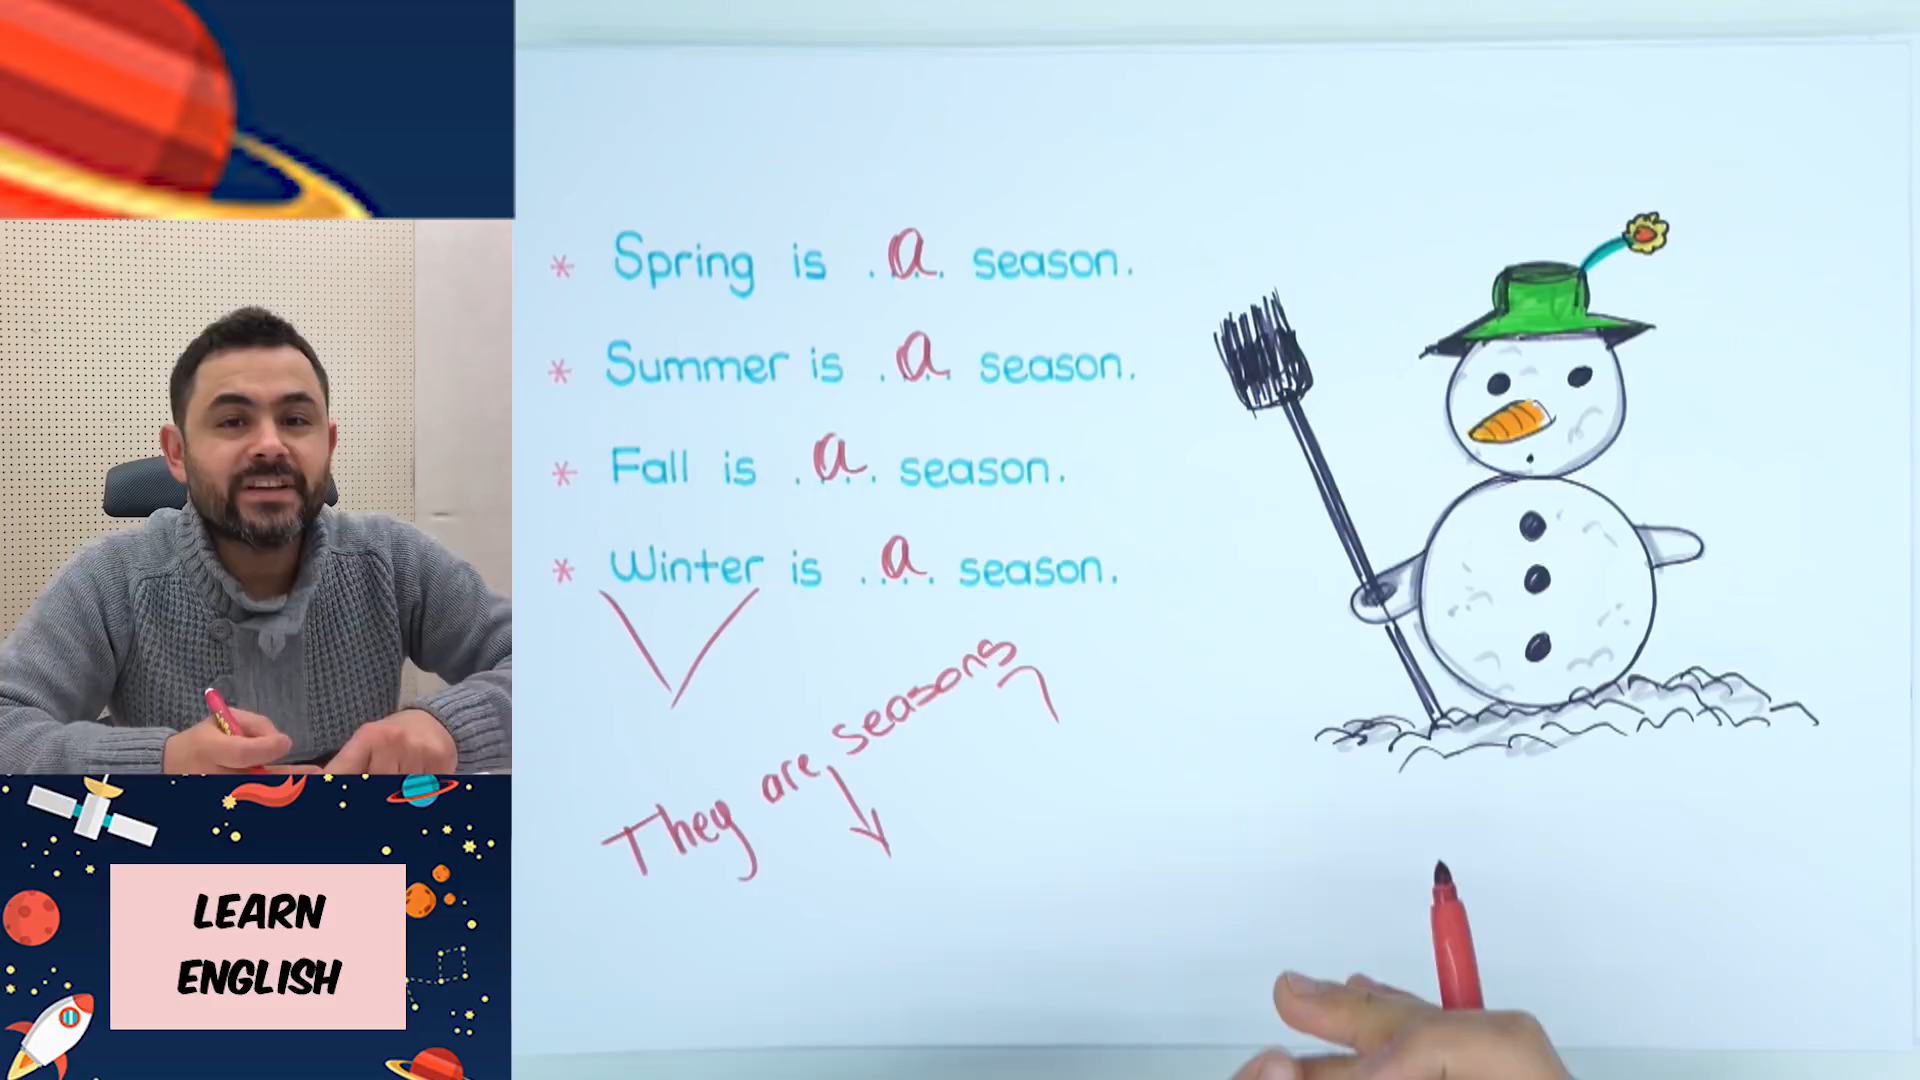 * Spring is .a. season.
* Summer is .a. season.
* Fall is .a. season.
* Winter is .a. season.
They are seasons
LEARN
ENGLISH